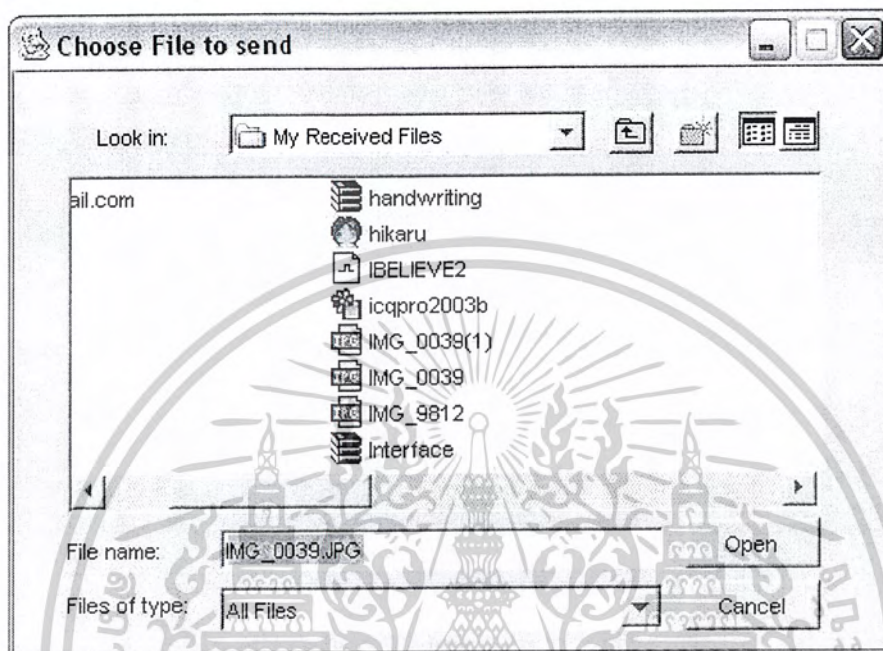 Choose File to send
Look in: My Received Files
ail.com
handwriting
hikaru
IBELIEVE2
icqpro2003b
IMG_0039(1)
IMG_0039
IMG_9812
Interface
File name: IMG_0039.JPG Open
Files of type: All Files Cancel